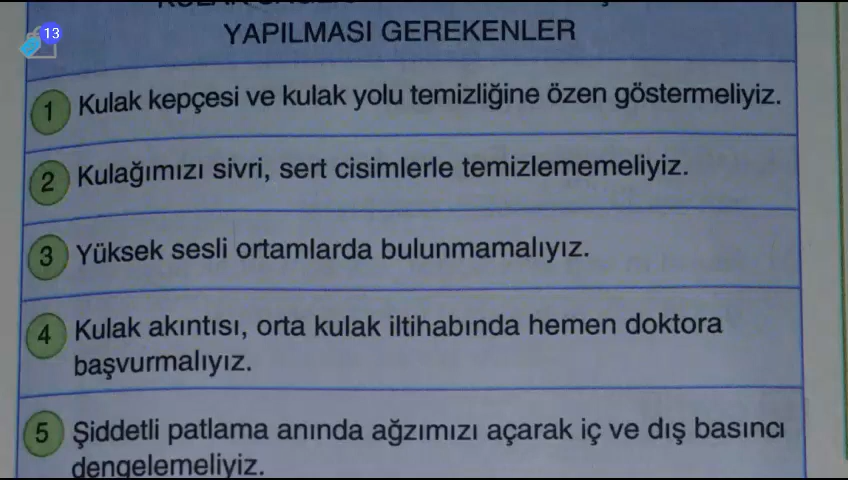 13
YAPILMASI GEREKENLER
1 Kulak kepçesi ve kulak yolu temizliğine özen göstermeliyiz.
2 Kulağımızı sivri, sert cisimlerle temizlememeliyiz.
3 Yüksek sesli ortamlarda bulunmamalıyız.
4 Kulak akıntısı, orta kulak iltihabında hemen doktora
başvurmalıyız.
5 Şiddetli patlama anında ağzımızı açarak iç ve dış basıncı
dengelemeliyiz.